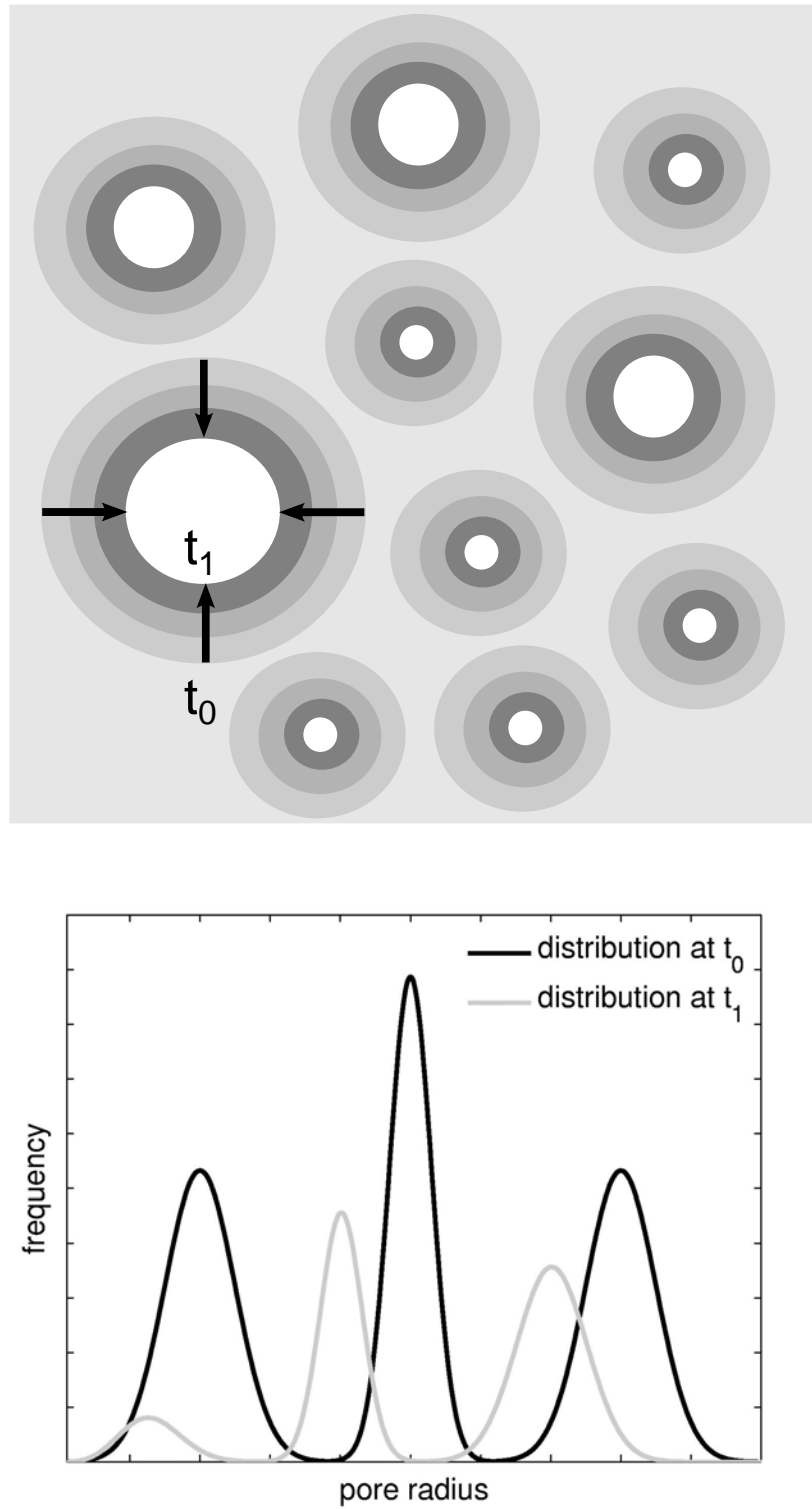 t₁
t₀
distribution at t₀
distribution at t₁
frequency
pore radius